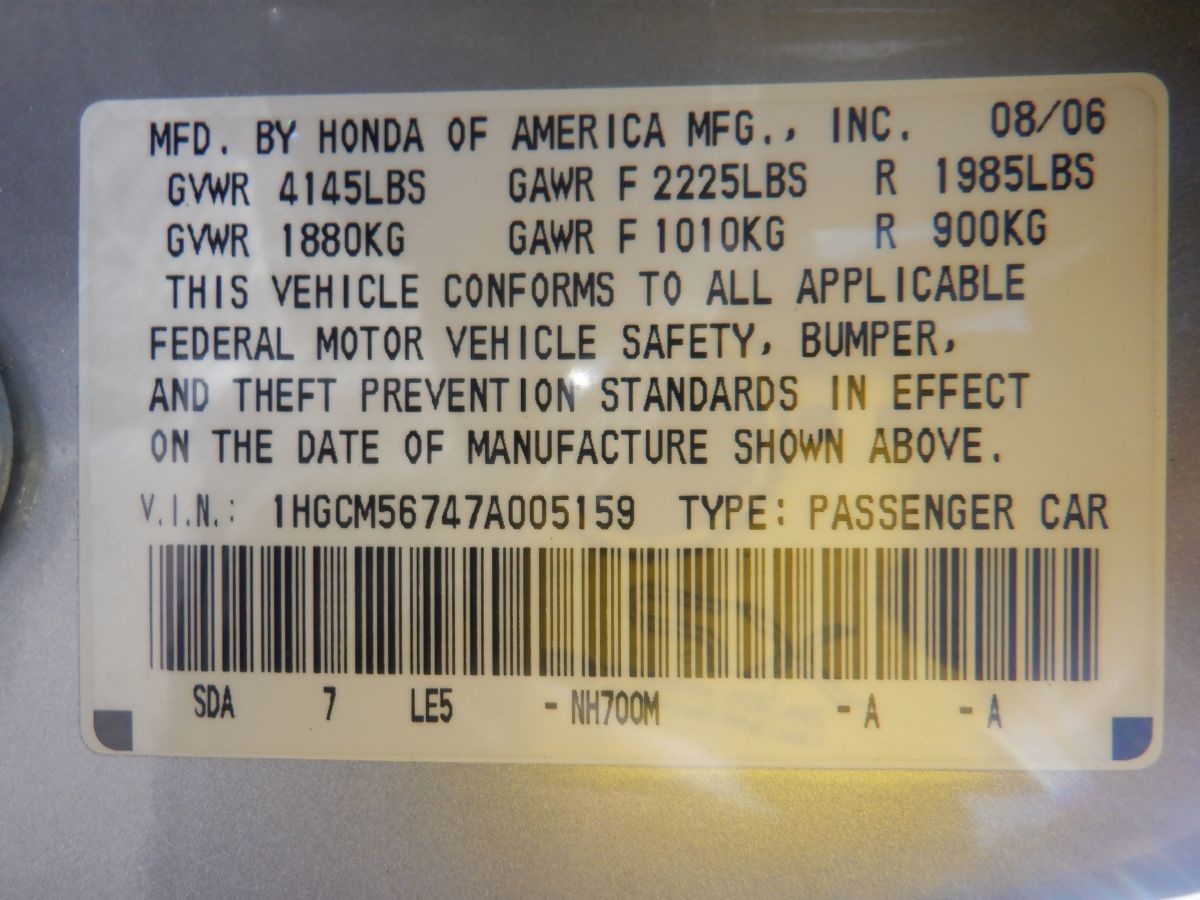 MFD. BY HONDA OF AMERICA MFG., INC. 08/06
GVWR 4145LBS GAWR F 2225LBS R 1985LBS
GVWR 1880KG GAWR F 1010KG R 900KG
THIS VEHICLE CONFORMS TO ALL APPLICABLE
FEDERAL MOTOR VEHICLE SAFETY, BUMPER,
AND THEFT PREVENTION STANDARDS IN EFFECT
ON THE DATE OF MANUFACTURE SHOWN ABOVE.
V.I.N.: 1HGCM56747A005159 TYPE: PASSENGER CAR
SDA 7 LE5 -NH700M -A -A